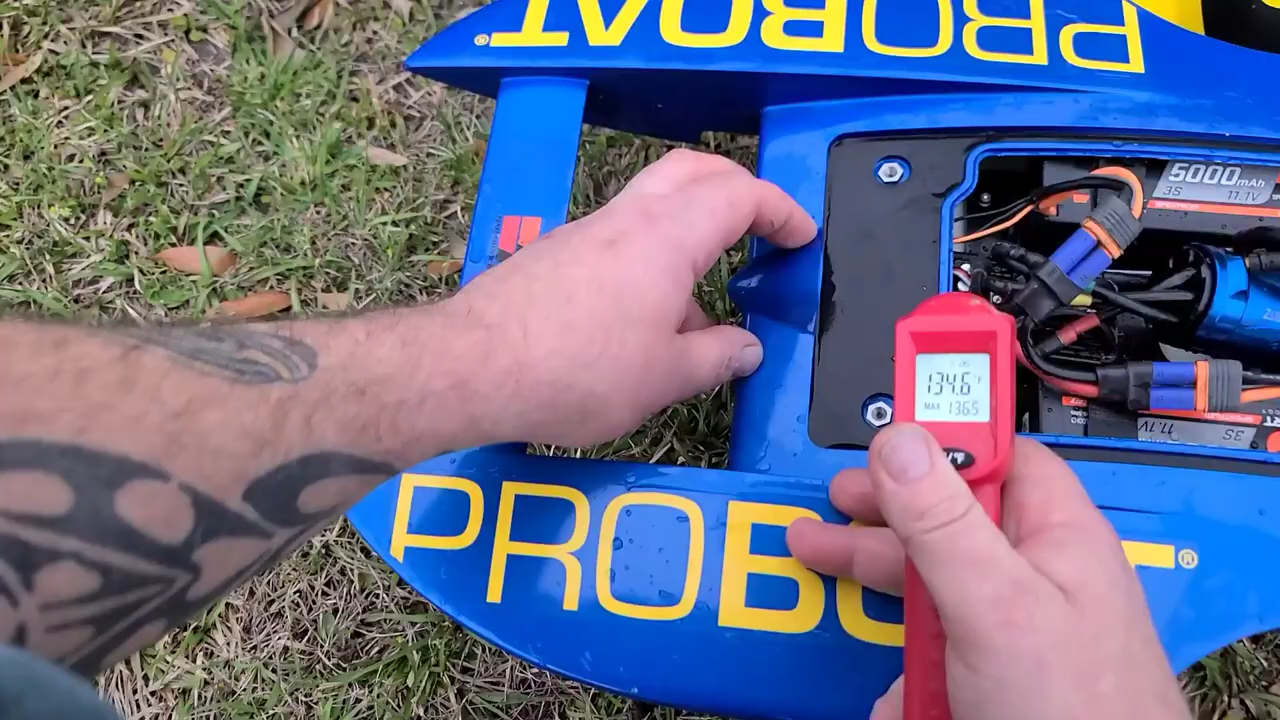 PROBOAT®
5000mAh
3S 11.1V
134.6°F
MAX 136.5
11.1V 3S
PROBO
T®